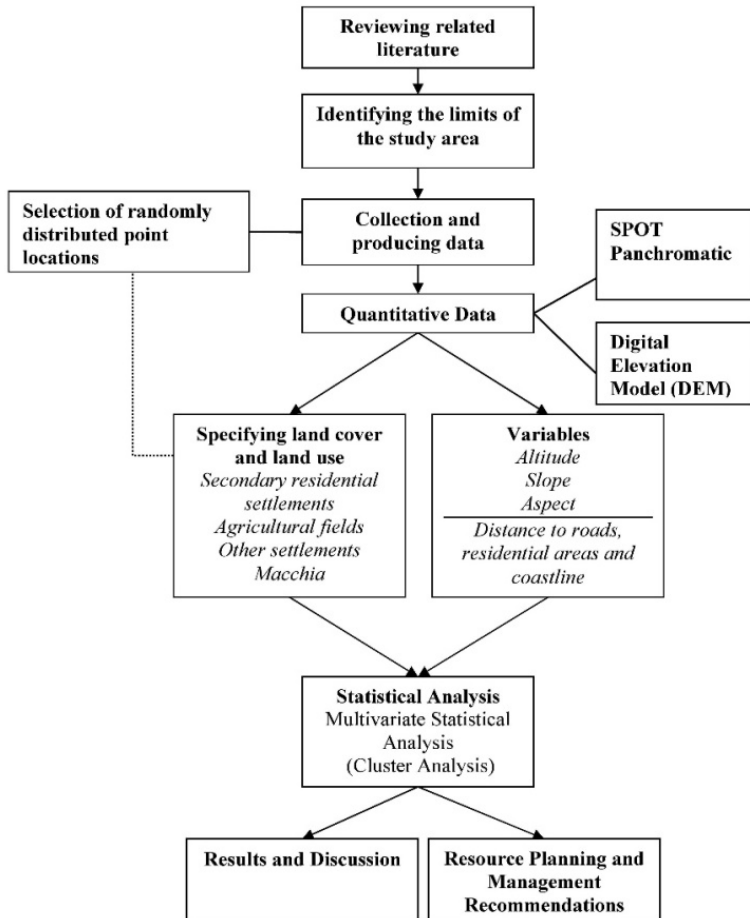 Reviewing related
literature
Identifying the limits of
the study area
Selection of randomly
distributed point
locations
Collection and
producing data
SPOT
Panchromatic
Quantitative Data
Digital
Elevation
Model (DEM)
Specifying land cover
and land use
Secondary residential
settlements
Agricultural fields
Other settlements
Macchia
Variables
Altitude
Slope
Aspect
Distance to roads,
residential areas and
coastline
Statistical Analysis
Multivariate Statistical
Analysis
(Cluster Analysis)
Results and Discussion
Resource Planning and
Management
Recommendations